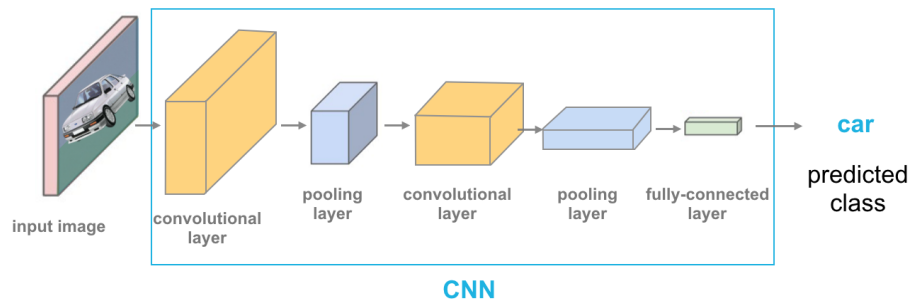 input image
convolutional
layer
pooling
layer
convolutional
layer
pooling
layer
fully-connected
layer
car
predicted
class
CNN